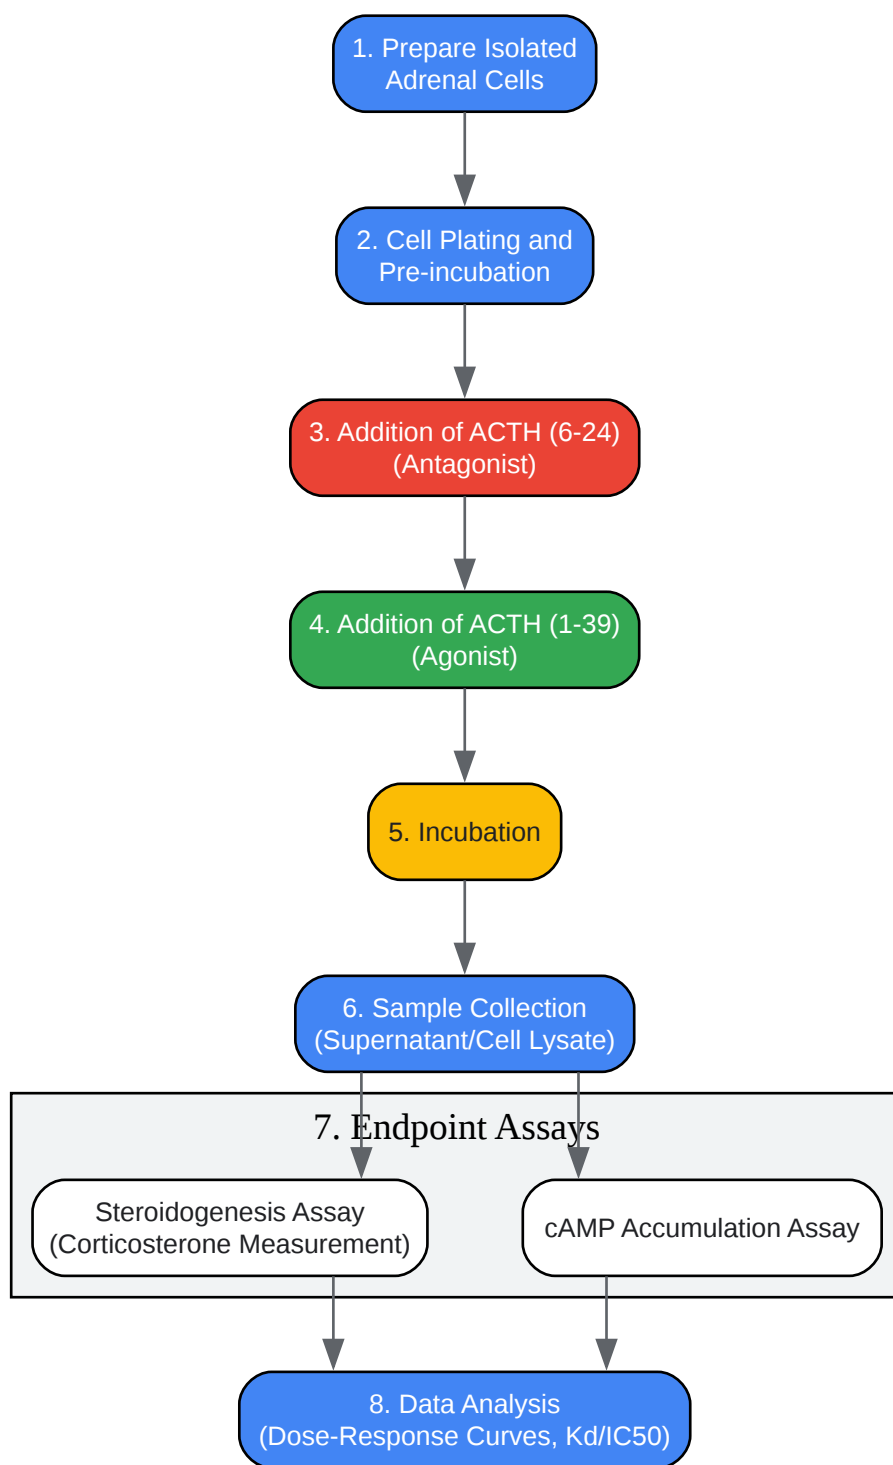 1. Prepare Isolated
Adrenal Cells
2. Cell Plating and
Pre-incubation
3. Addition of ACTH (6-24)
(Antagonist)
4. Addition of ACTH (1-39)
(Agonist)
5. Incubation
6. Sample Collection
(Supernatant/Cell Lysate)
7. Endpoint Assays
Steroidogenesis Assay
(Corticosterone Measurement)
cAMP Accumulation Assay
8. Data Analysis
(Dose-Response Curves, Kd/IC50)